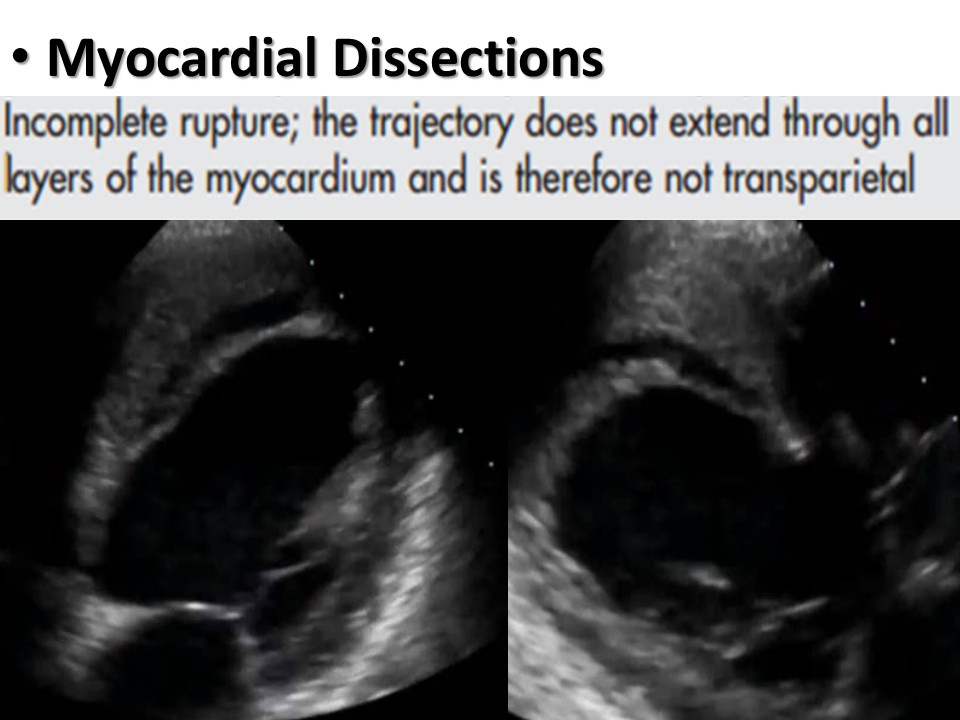 • Myocardial Dissections
Incomplete rupture; the trajectory does not extend through all
layers of the myocardium and is therefore not transparietal